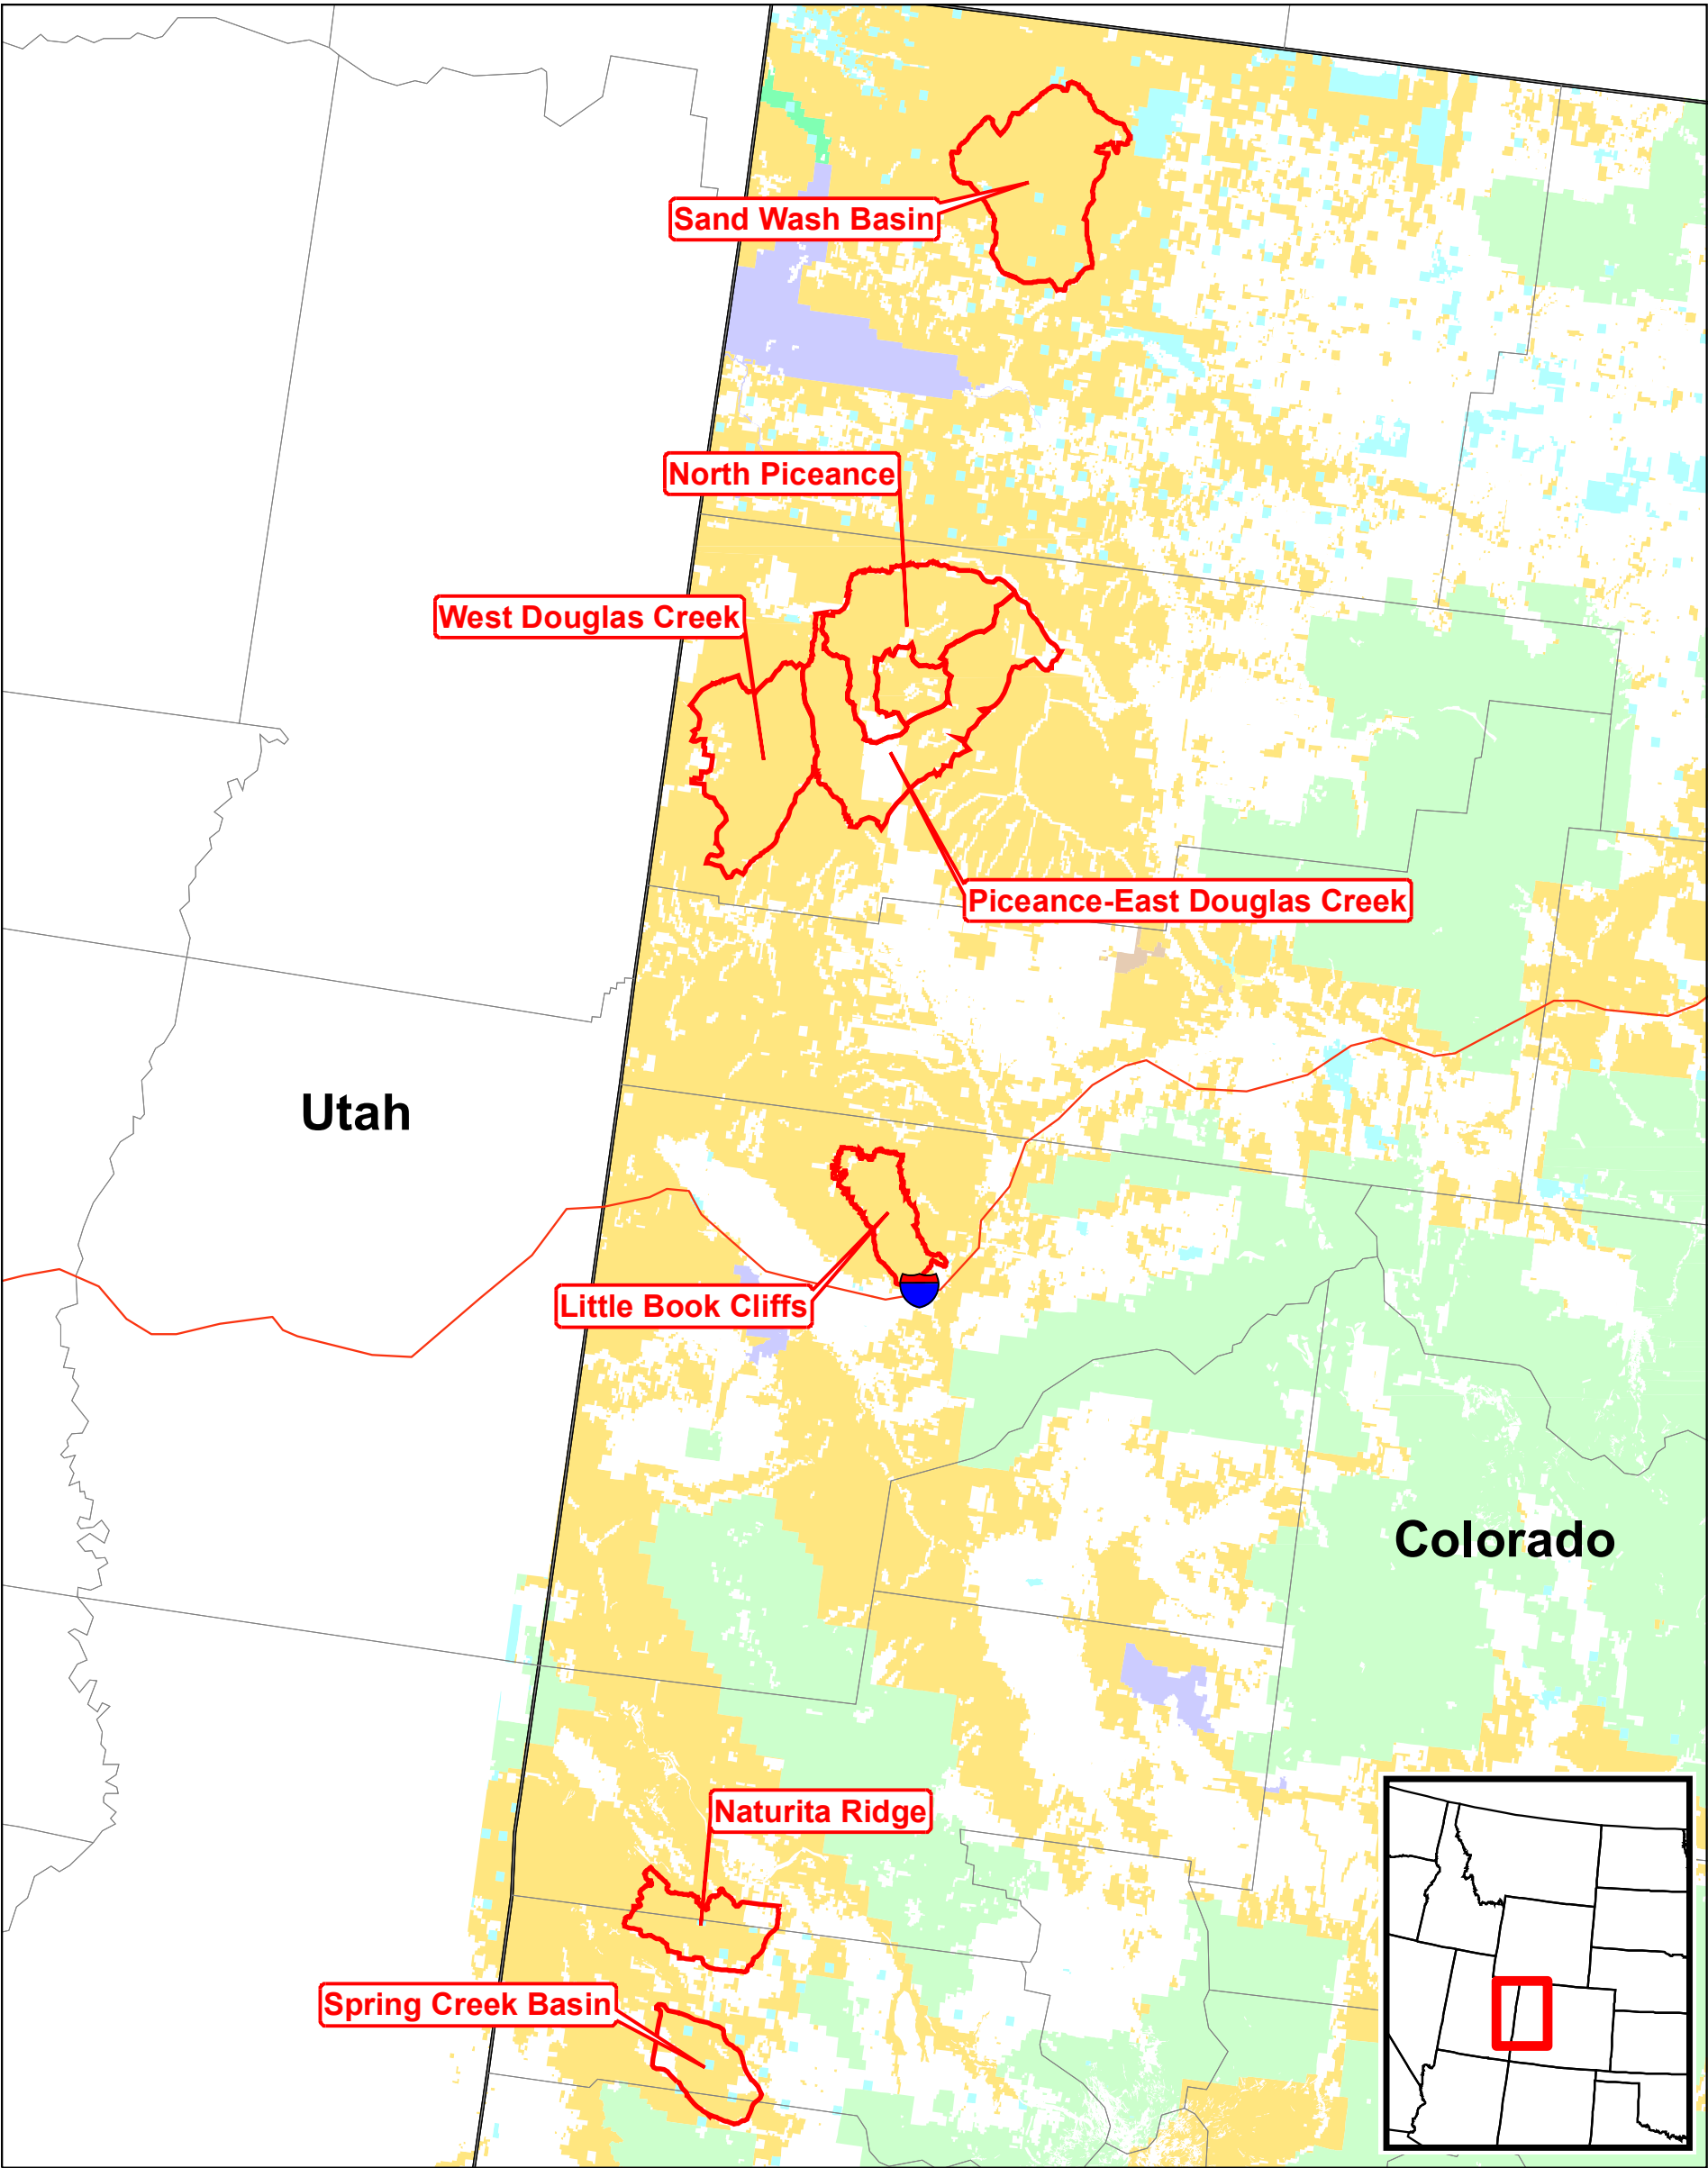 Sand Wash Basin
North Piceance
West Douglas Creek
Piceance-East Douglas Creek
Utah
Little Book Cliffs
Colorado
Naturita Ridge
Spring Creek Basin